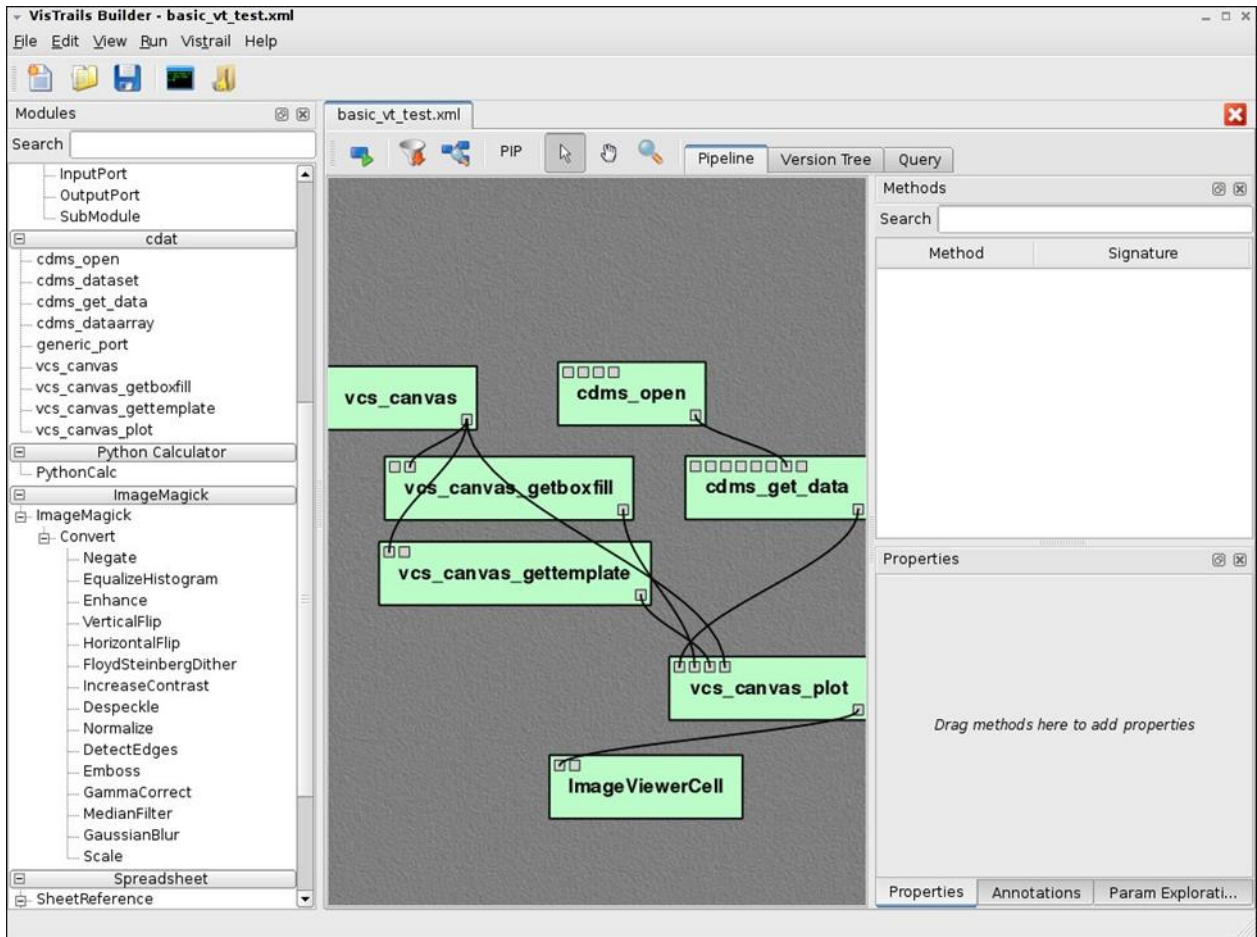 VisTrails Builder - basic_vt_test.xml
File Edit View Run Vistrail Help
Modules
Search
InputPort
OutputPort
SubModule
cdat
cdms_open
cdms_dataset
cdms_get_data
cdms_dataarray
generic_port
vcs_canvas
vcs_canvas_getboxfill
vcs_canvas_gettemplate
vcs_canvas_plot
Python Calculator
PythonCalc
ImageMagick
ImageMagick
Convert
Negate
EqualizeHistogram
Enhance
VerticalFlip
HorizontalFlip
FloydSteinbergDither
IncreaseContrast
Despeckle
Normalize
DetectEdges
Emboss
GammaCorrect
MedianFilter
GaussianBlur
Scale
Spreadsheet
SheetReference
basic_vt_test.xml
PIP Pipeline Version Tree Query
vcs_canvas
cdms_open
vcs_canvas_getboxfill
cdms_get_data
vcs_canvas_gettemplate
vcs_canvas_plot
ImageViewerCell
Methods
Search
Method Signature
Properties
Drag methods here to add properties
Properties Annotations Param Explorati...